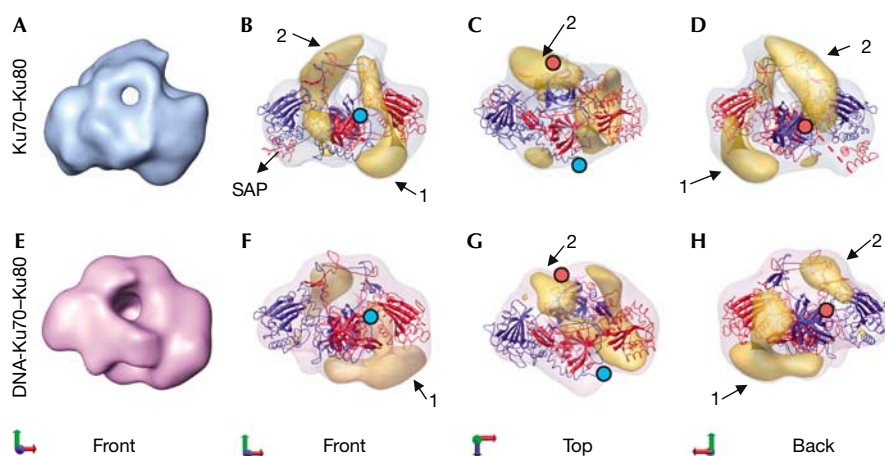 A B C D
Ku70–Ku80
2 2 2
SAP
1 1
E F G H
DNA-Ku70–Ku80
2 2
1 1
Front Front Top Back